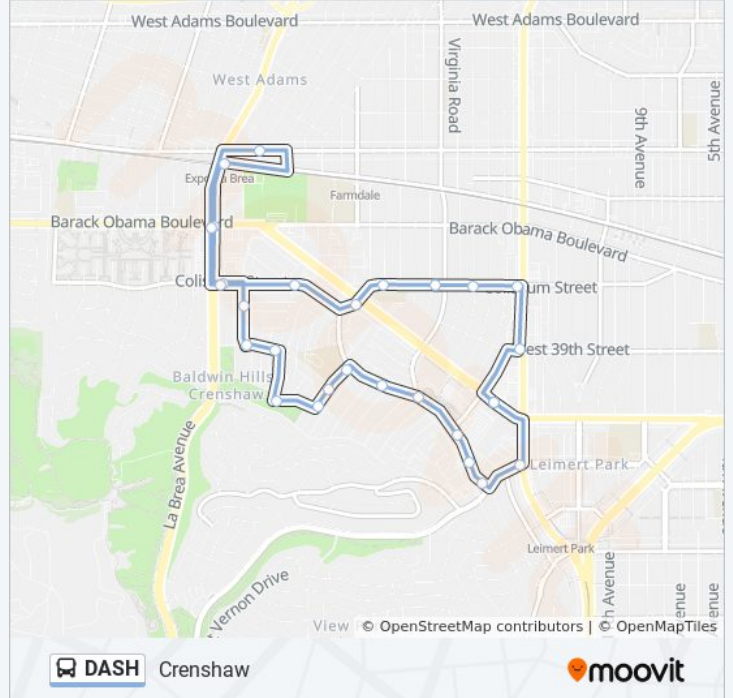 West Adams Boulevard
West Adams Boulevard
Virginia Road
West Adams
9th Avenue
5th Avenue
Expo
Brea
Farmdale
Barack Obama Boulevard
Barack Obama Boulevard
Street
West 39th Street
Baldwin Hills
Crenshaw
La Brea Avenue
Leimert Park
Leimert Park
Vernon Drive
Avenue
View
© OpenStreetMap contributors | © OpenMapTiles
DASH Crenshaw
moovit